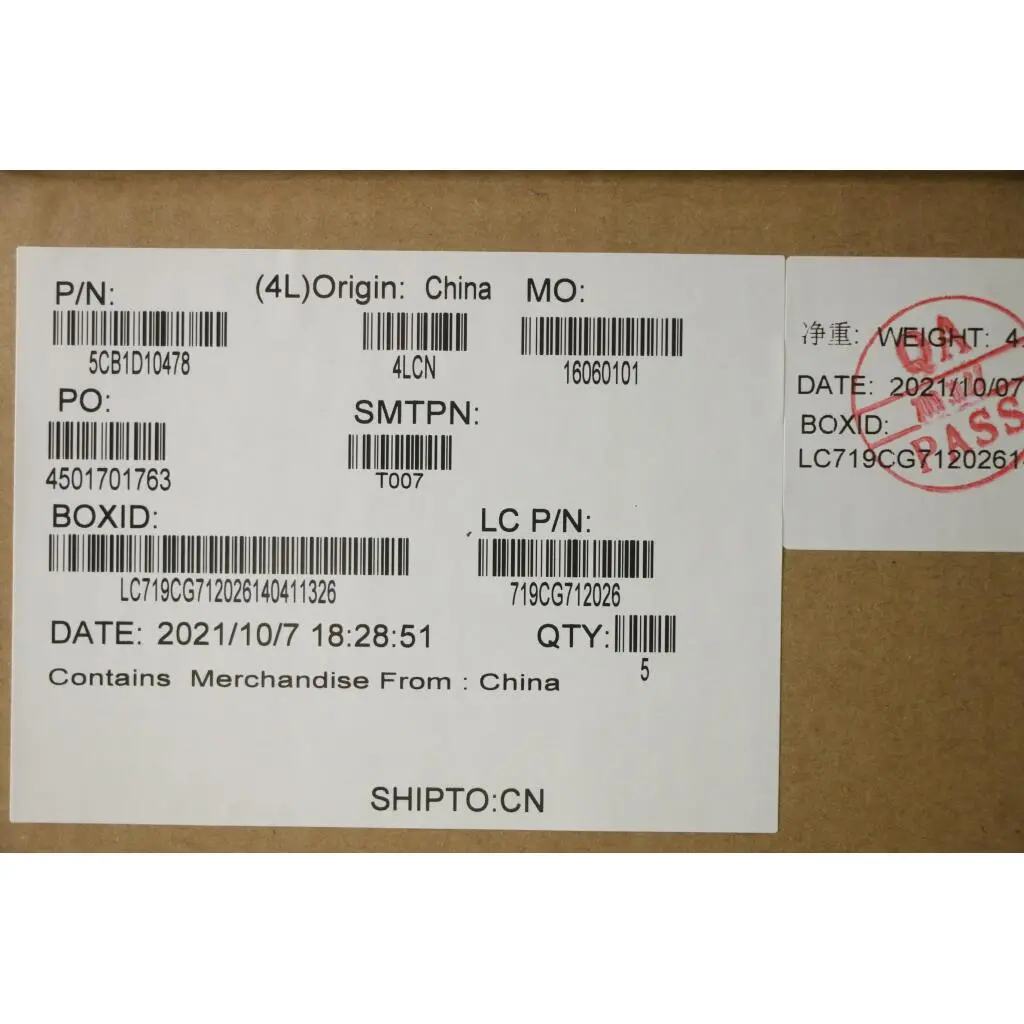 P/N: (4L)Origin: China MO:
5CB1D10478 4LCN 16060101
PO: SMTPN:
4501701763 T007
BOXID: LC P/N:
LC719CG712026140411326 719CG712026
DATE: 2021/10/7 18:28:51 QTY:
5
Contains Merchandise From : China
SHIPTO:CN
净重: WEIGHT: 4.
DATE: 2021/10/07
BOXID:
LC719CG71202614
QA
PASS